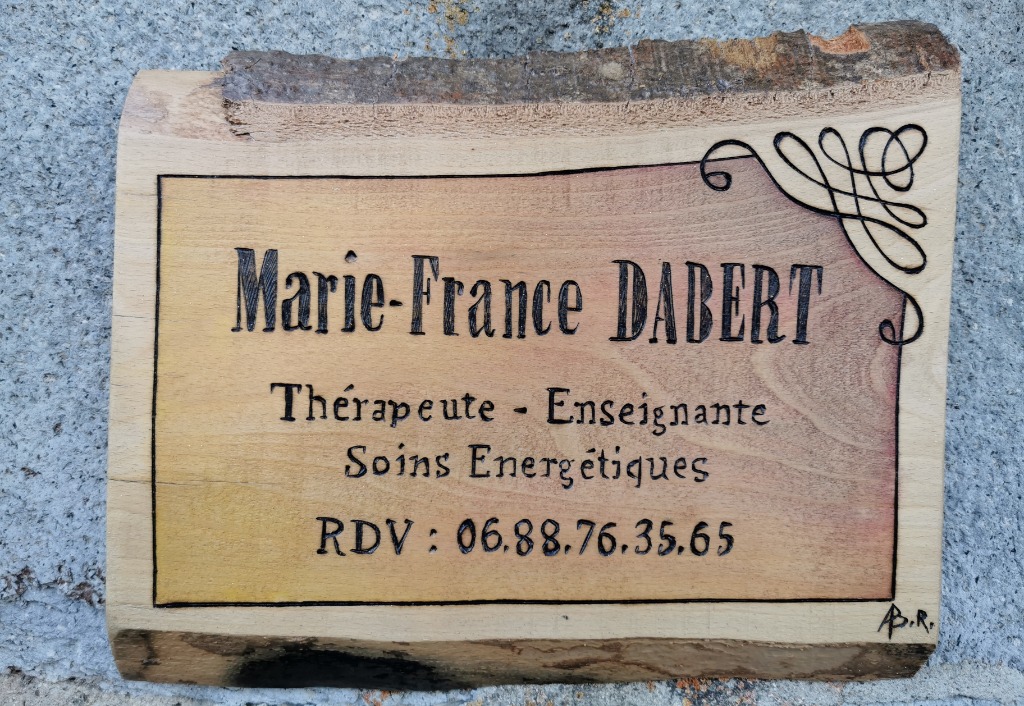 Marie-France DABERT
Thérapeute - Enseignante
Soins Energétiques
RDV : 06.88.76.35.65
AB.R.